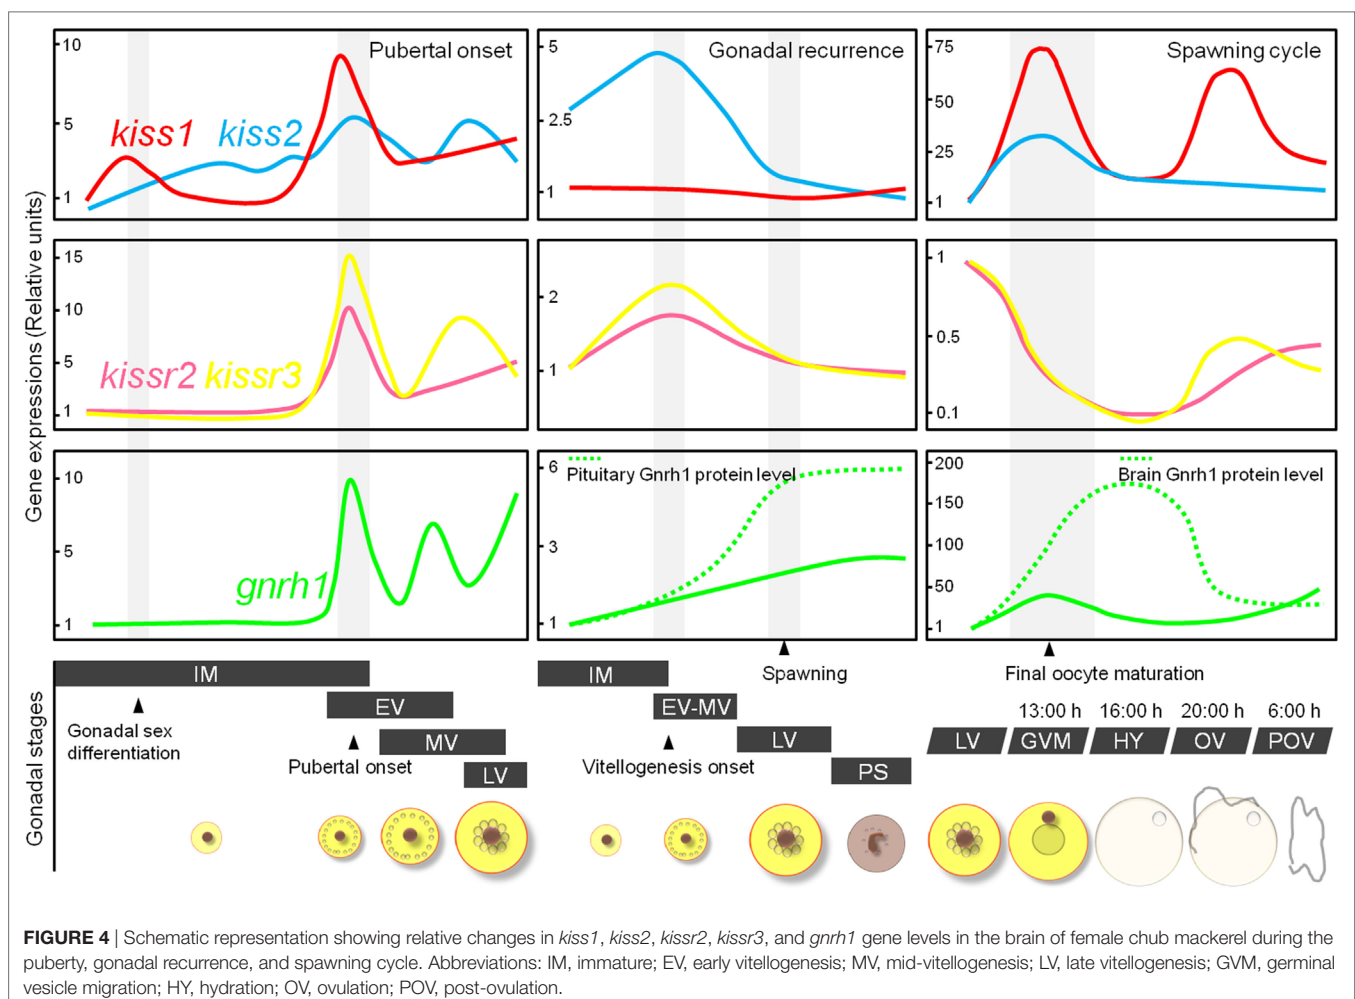 Gene expressions (Relative units)
Pubertal onset
10
5
1
kiss1 kiss2
Gonadal recurrence
5
2.5
1
Spawning cycle
75
50
25
1
15
10
5
1
kissr2 kissr3
2
1
1
0.5
0.1
10
5
1
gnrh1
6
3
1
Pituitary Gnrh1 protein level
200
150
100
50
1
Brain Gnrh1 protein level
Gonadal stages
IM
EV
MV
LV
Gonadal sex
differentiation
Pubertal onset
IM
EV-MV
LV
PS
Spawning
Vitellogenesis onset
Final oocyte maturation
13:00 h 16:00 h 20:00 h 6:00 h
LV GVM HY OV POV
FIGURE 4 | Schematic representation showing relative changes in kiss1, kiss2, kissr2, kissr3, and gnrh1 gene levels in the brain of female chub mackerel during the
puberty, gonadal recurrence, and spawning cycle. Abbreviations: IM, immature; EV, early vitellogenesis; MV, mid-vitellogenesis; LV, late vitellogenesis; GVM, germinal
vesicle migration; HY, hydration; OV, ovulation; POV, post-ovulation.